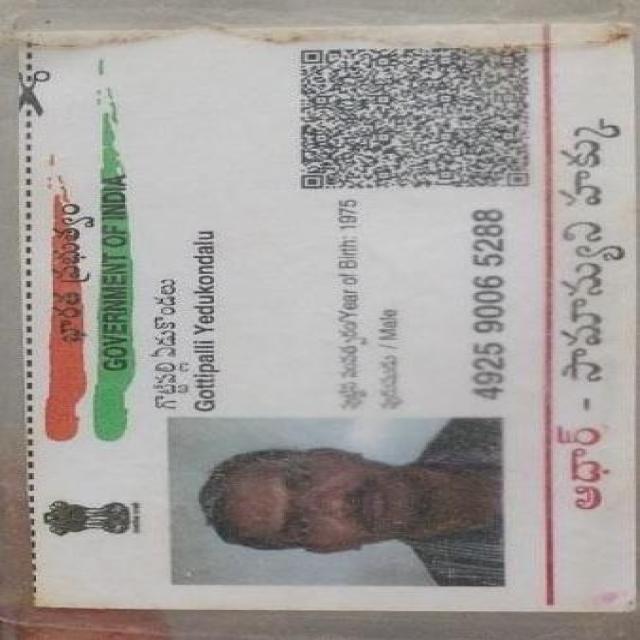 భారత ప్రభుత్వం
GOVERNMENT OF INDIA
గొట్టిపల్లి ఏడుకొండలు
Gottipalli Yedukondalu
పుట్టిన సంవత్సరం/Year of Birth: 1975
పురుషుడు / Male
4925 9006 5288
ఆధార్ - సామాన్యుని హక్కు